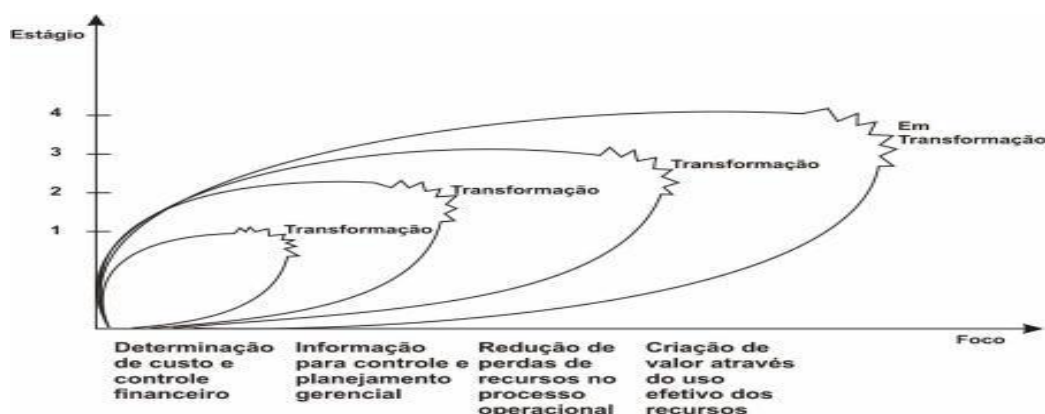 Estágio
4
3
2
1
Em
Transformação
Transformação
Transformação
Transformação
Foco
Determinação
de custo e
controle
financeiro
Informação
para controle e
planejamento
gerencial
Redução de
perdas de
recursos no
processo
operacional
Criação de
valor através
do uso
efetivo dos
recursos